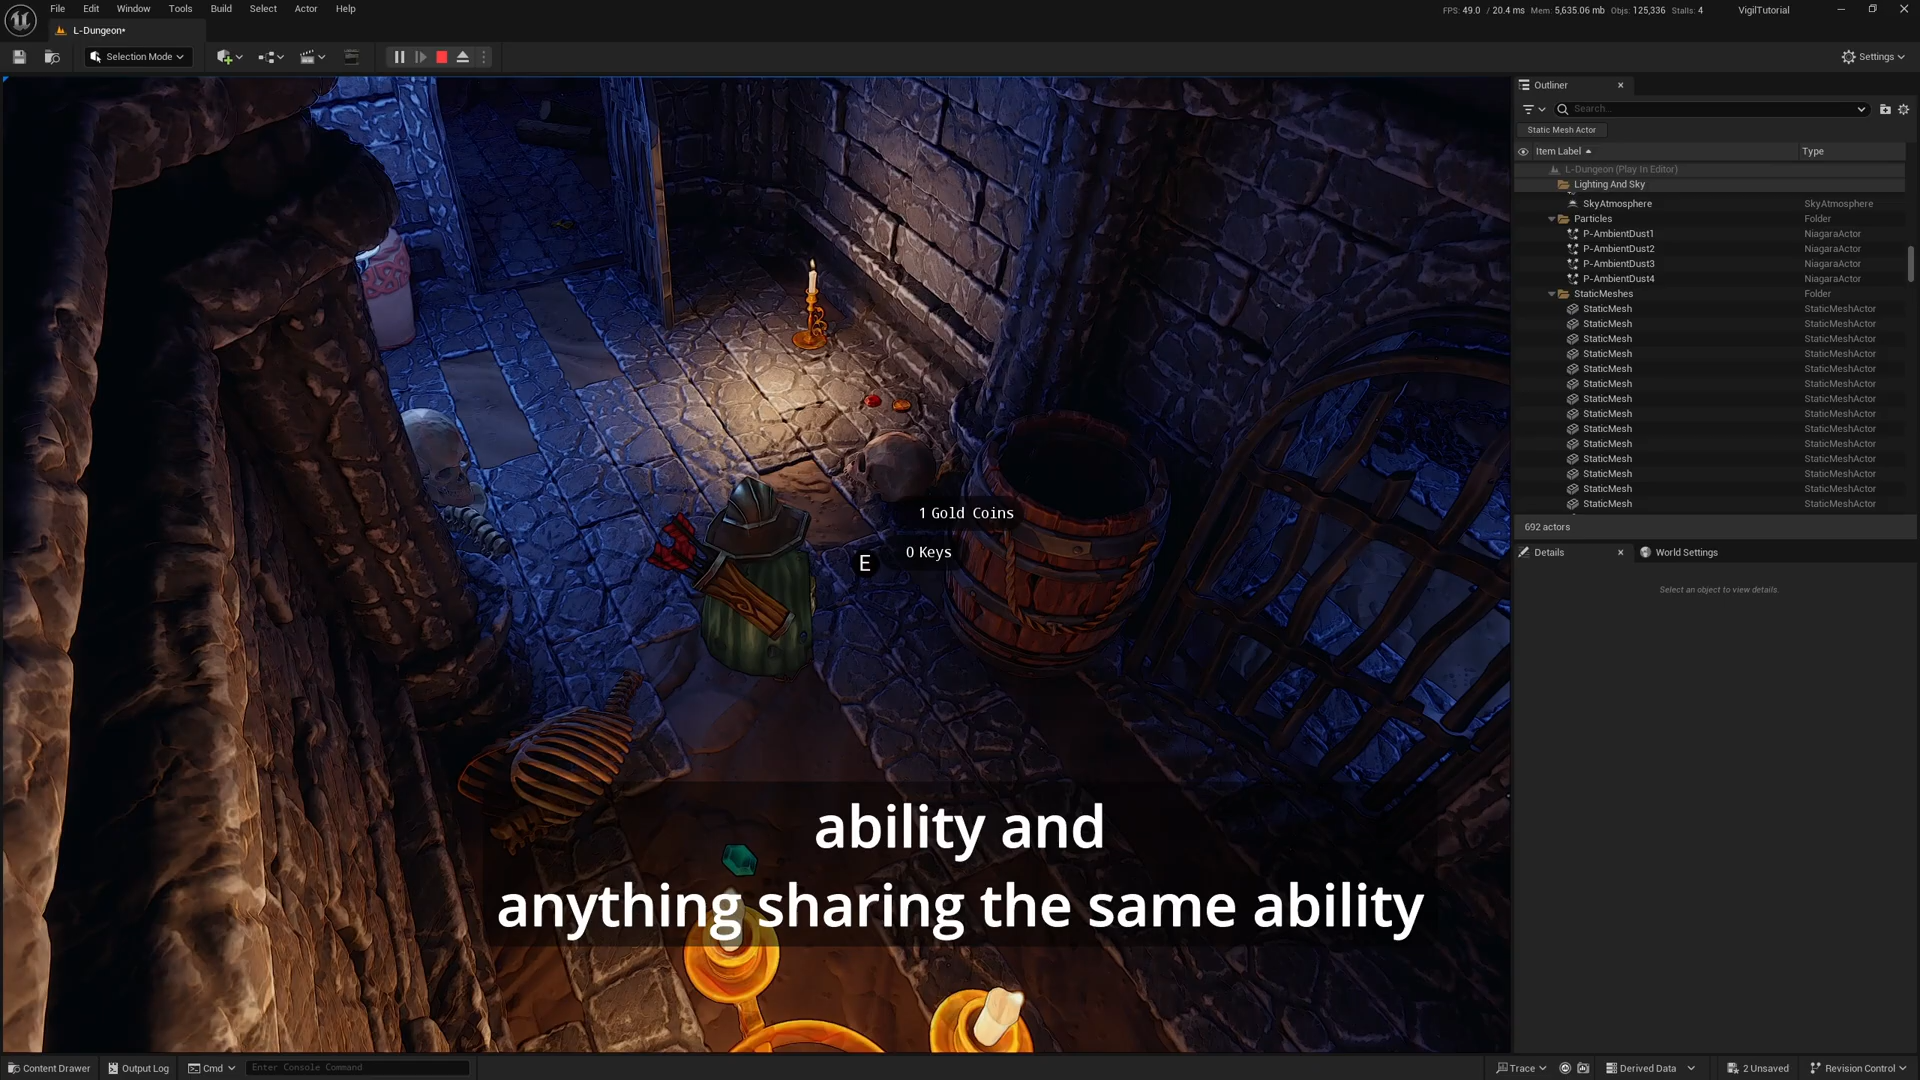 File Edit Window Tools Build Select Actor Help
FPS: 49.0 / 20.4 ms Mem: 5,635.06 mb Objs: 125,336 Stalls: 4 VigilTutorial
L-Dungeon*
Selection Mode
Settings
Outliner
Search...
Static Mesh Actor
Item Label Type
L-Dungeon (Play In Editor)
Lighting And Sky
SkyAtmosphere SkyAtmosphere
Particles Folder
P-AmbientDust1 NiagaraActor
P-AmbientDust2 NiagaraActor
P-AmbientDust3 NiagaraActor
P-AmbientDust4 NiagaraActor
StaticMeshes Folder
StaticMesh StaticMeshActor
StaticMesh StaticMeshActor
StaticMesh StaticMeshActor
StaticMesh StaticMeshActor
StaticMesh StaticMeshActor
StaticMesh StaticMeshActor
StaticMesh StaticMeshActor
StaticMesh StaticMeshActor
StaticMesh StaticMeshActor
StaticMesh StaticMeshActor
StaticMesh StaticMeshActor
StaticMesh StaticMeshActor
StaticMesh StaticMeshActor
StaticMesh StaticMeshActor
692 actors
Details World Settings
Select an object to view details.
1 Gold Coins
0 Keys
E
ability and
anything sharing the same ability
Content Drawer Output Log Cmd Enter Console Command Trace Derived Data 2 Unsaved Revision Control